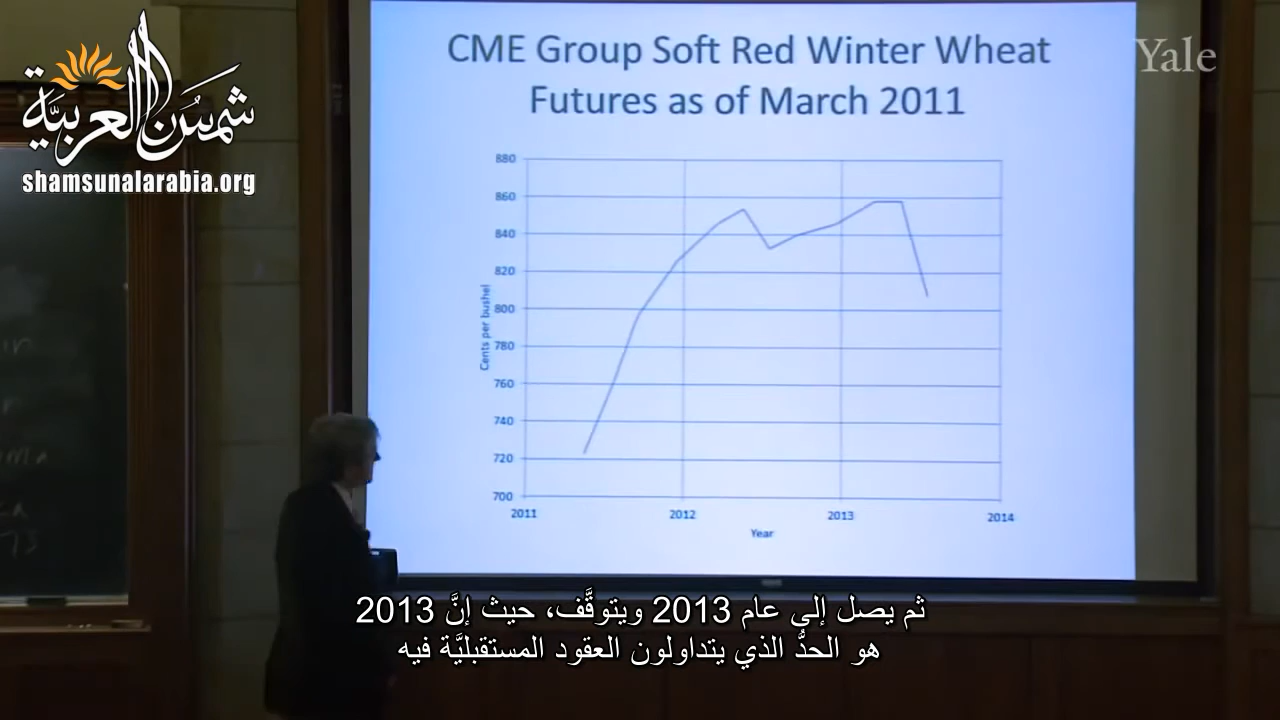 شمسُ العربيَّة
shamsunalarabia.org
Yale
CME Group Soft Red Winter Wheat
Futures as of March 2011
880
860
840
820
800
780
760
740
720
700
Cents per bushel
2011
2012
2013
2014
Year
ثم يصل إلى عام 2013 ويتوقَّف، حيث إنَّ 2013
هو الحدُّ الذي يتداولون العقود المستقبليَّة فيه